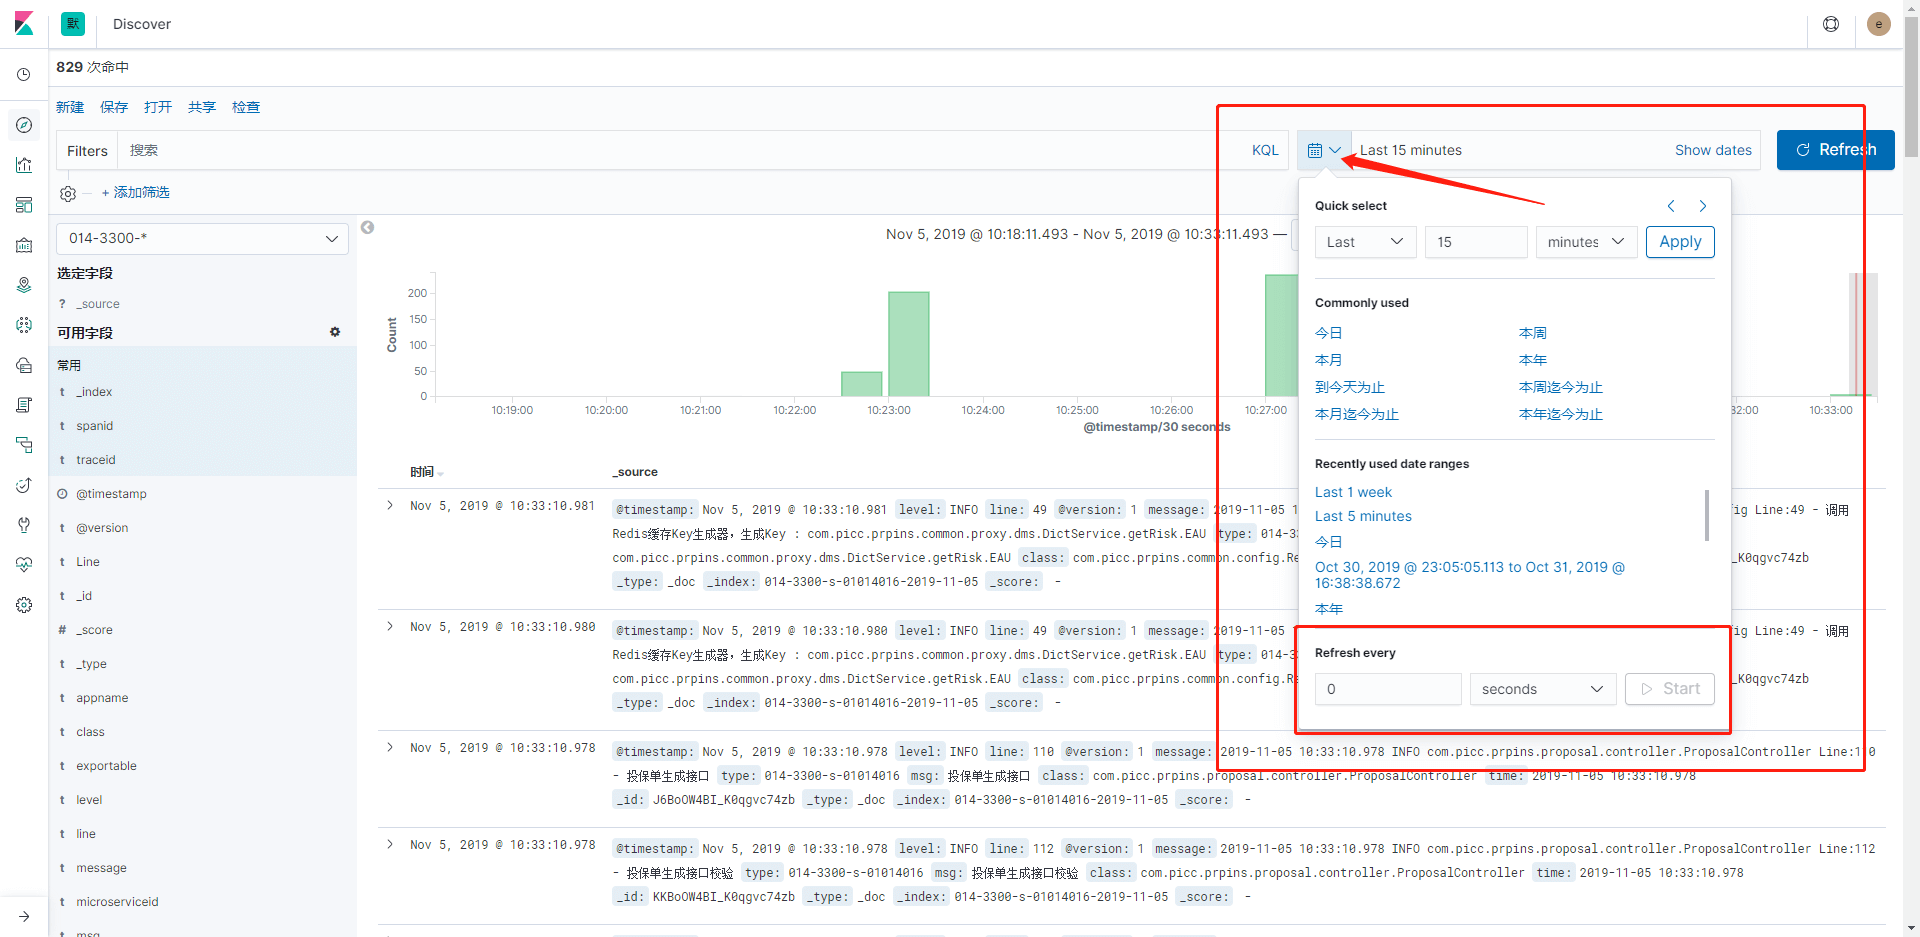 默 Discover e
829 次命中
新建 保存 打开 共享 检查
Filters 搜索 KQL Last 15 minutes Show dates Refresh
+ 添加筛选
014-3300-*
选定字段
? _source
可用字段
常用
t _index
t spanid
t traceid
@timestamp
t @version
t Line
t _id
# _score
t _type
t appname
t class
t exportable
t level
t line
t message
t microserviceid
t msg
Nov 5, 2019 @ 10:18:11.493 - Nov 5, 2019 @ 10:33:11.493 —
Count
200
150
100
50
0
10:19:00 10:20:00 10:21:00 10:22:00 10:23:00 10:24:00 10:25:00 10:26:00 10:27:00 32:00 10:33:00
@timestamp/30 seconds
Quick select
Last 15 minutes Apply
Commonly used
今日 本周
本月 本年
到今天为止 本周迄今为止
本月迄今为止 本年迄今为止
Recently used date ranges
Last 1 week
Last 5 minutes
今日
Oct 30, 2019 @ 23:05:05.113 to Oct 31, 2019 @
16:38:38.672
本年
Refresh every
0 seconds Start
时间 _source
Nov 5, 2019 @ 10:33:10.981 @timestamp: Nov 5, 2019 @ 10:33:10.981 level: INFO line: 49 @version: 1 message: 2019-11-05 1 ig Line:49 - 调用
Redis缓存Key生成器, 生成Key : com.picc.prpins.common.proxy.dms.DictService.getRisk.EAU type: 014-3
com.picc.prpins.common.proxy.dms.DictService.getRisk.EAU class: com.picc.prpins.common.config.Re _K0qgvc74zb
_type: _doc _index: 014-3300-s-01014016-2019-11-05 _score: -
Nov 5, 2019 @ 10:33:10.980 @timestamp: Nov 5, 2019 @ 10:33:10.980 level: INFO line: 49 @version: 1 message: 2019-11-05 ig Line:49 - 调用
Redis缓存Key生成器, 生成Key : com.picc.prpins.common.proxy.dms.DictService.getRisk.EAU type: 014-3
com.picc.prpins.common.proxy.dms.DictService.getRisk.EAU class: com.picc.prpins.common.config.Re _K0qgvc74zb
_type: _doc _index: 014-3300-s-01014016-2019-11-05 _score: -
Nov 5, 2019 @ 10:33:10.978 @timestamp: Nov 5, 2019 @ 10:33:10.978 level: INFO line: 110 @version: 1 message: 2019-11-05 10:33:10.978 INFO com.picc.prpins.proposal.controller.ProposalController Line:110
- 投保单生成接口 type: 014-3300-s-01014016 msg: 投保单生成接口 class: com.picc.prpins.proposal.controller.ProposalController time: 2019-11-05 10:33:10.978
_id: J6BoOW4BI_K0qgvc74zb _type: _doc _index: 014-3300-s-01014016-2019-11-05 _score: -
Nov 5, 2019 @ 10:33:10.978 @timestamp: Nov 5, 2019 @ 10:33:10.978 level: INFO line: 112 @version: 1 message: 2019-11-05 10:33:10.978 INFO com.picc.prpins.proposal.controller.ProposalController Line:112
- 投保单生成接口校验 type: 014-3300-s-01014016 msg: 投保单生成接口校验 class: com.picc.prpins.proposal.controller.ProposalController time: 2019-11-05 10:33:10.978
_id: KKBoOW4BI_K0qgvc74zb _type: _doc _index: 014-3300-s-01014016-2019-11-05 _score: -